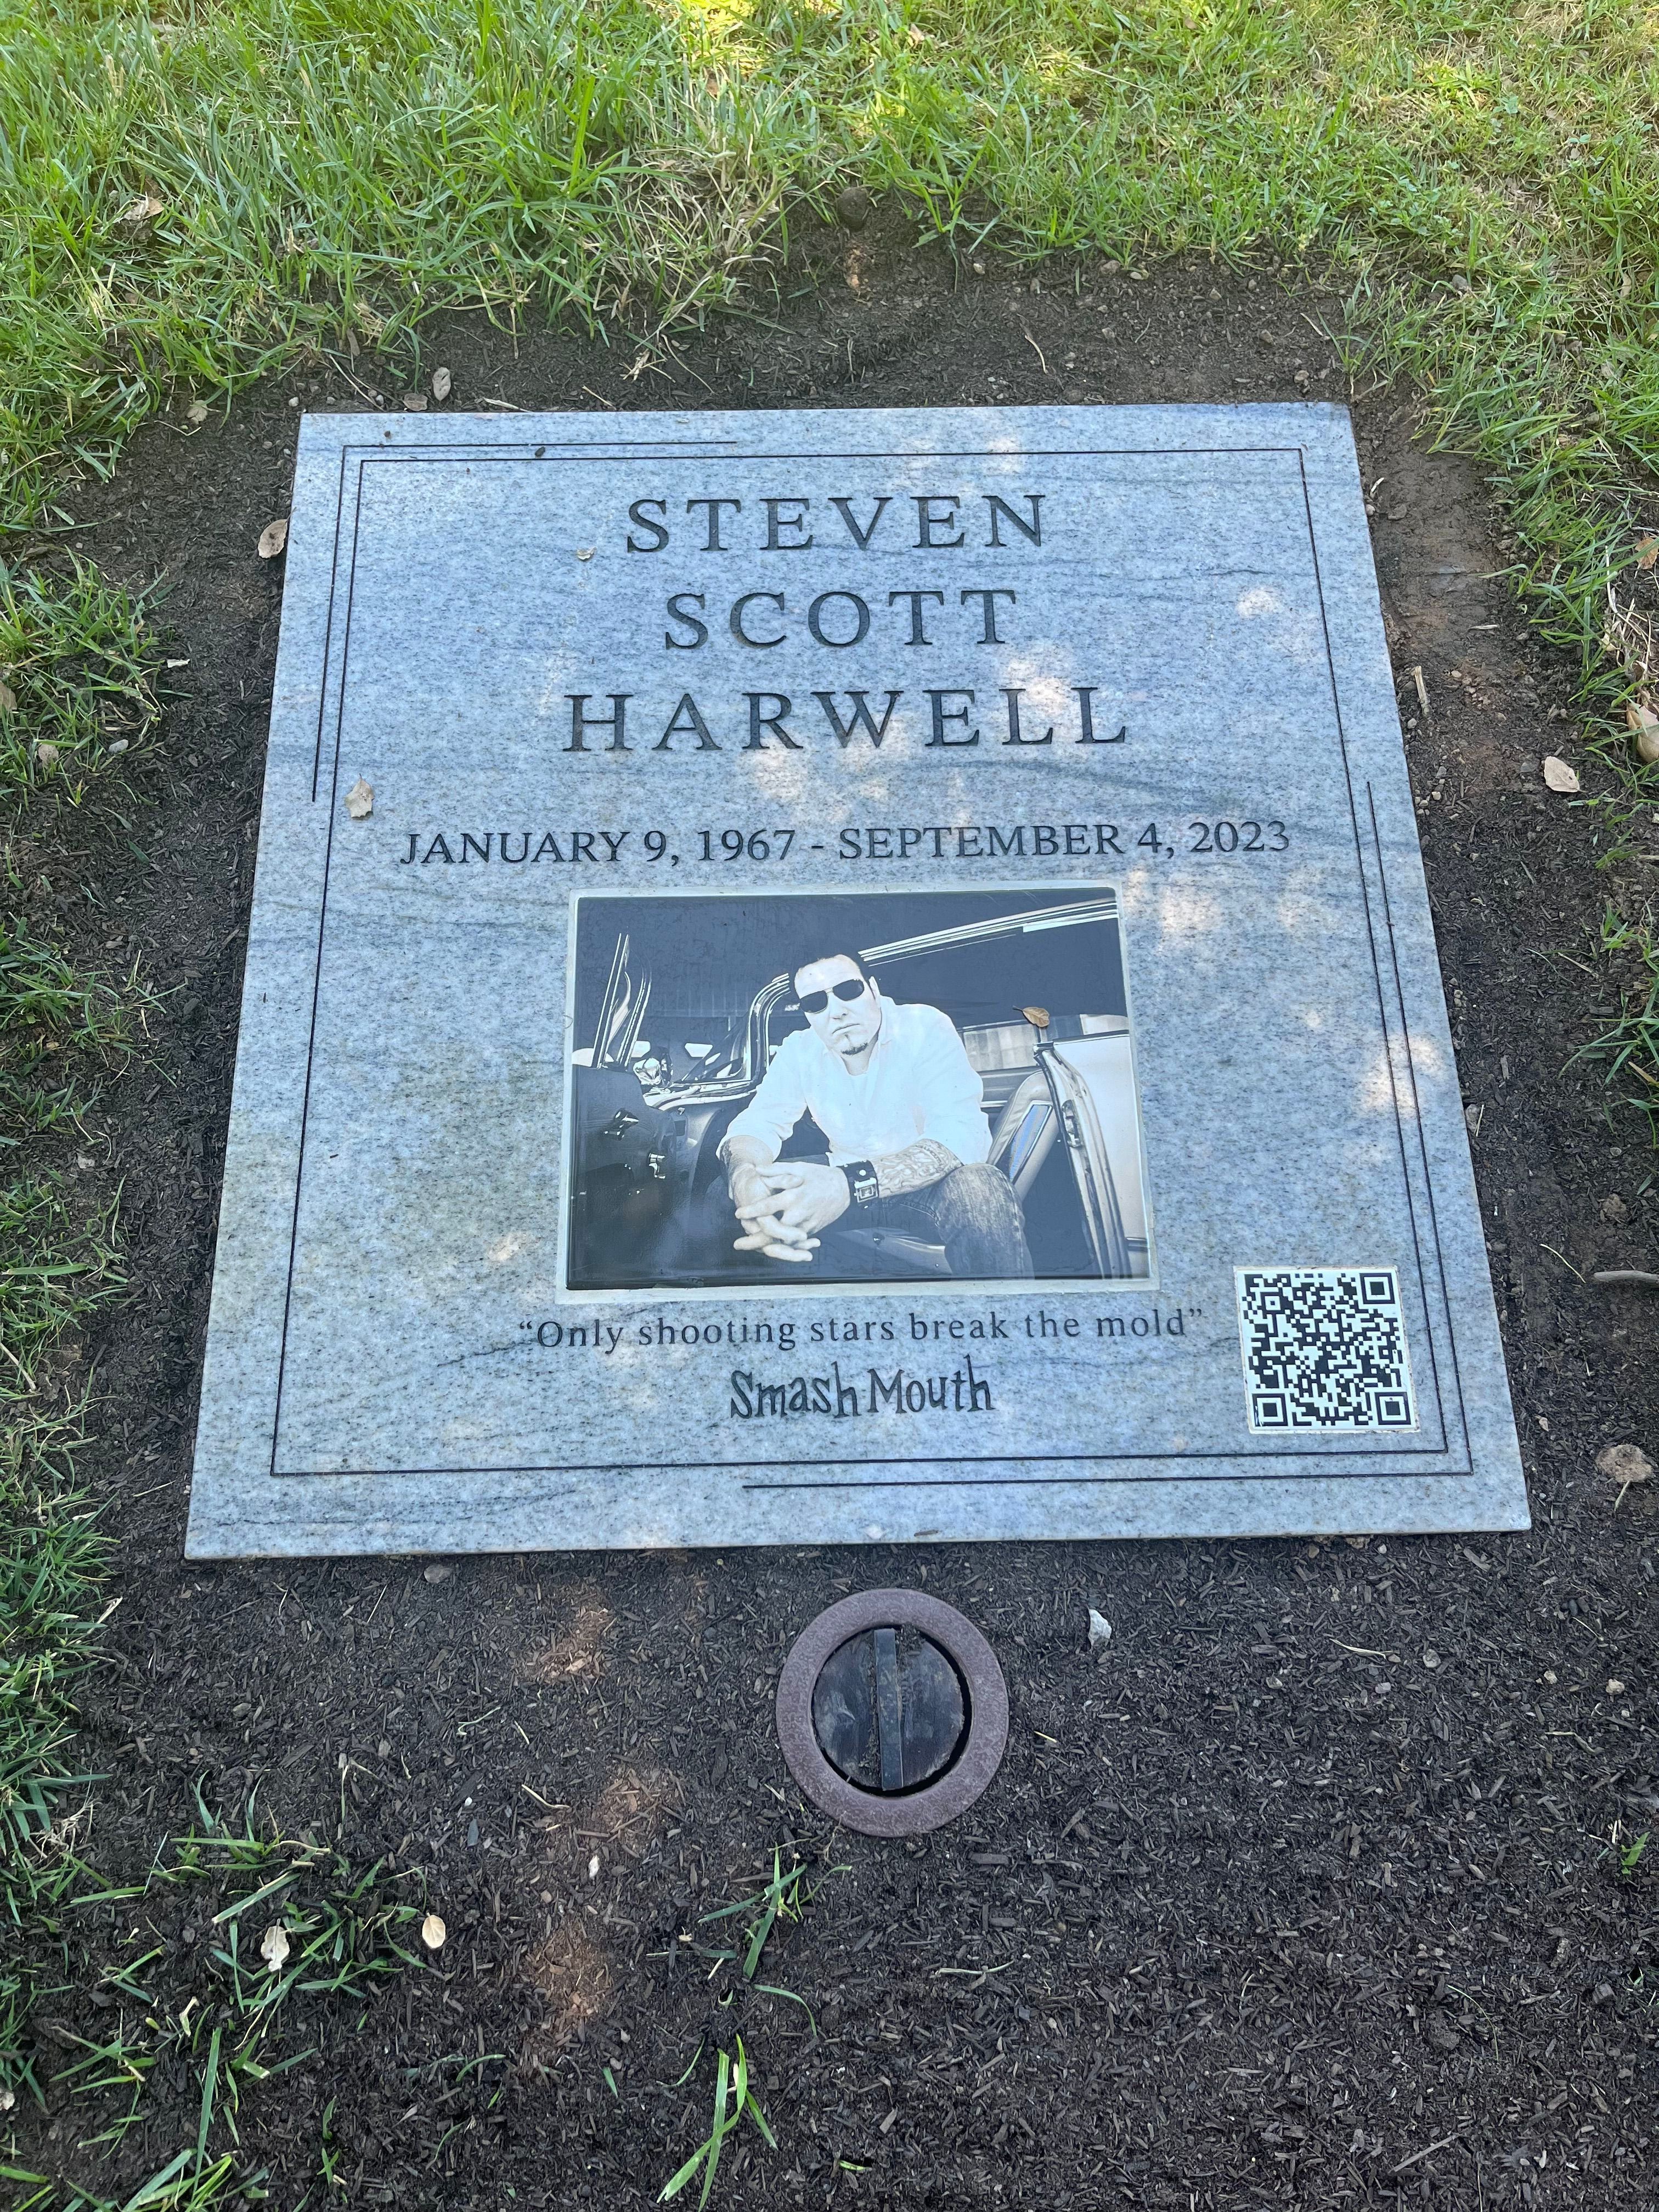 STEVEN
SCOTT
HARWELL
JANUARY 9, 1967 - SEPTEMBER 4, 2023
“Only shooting stars break the mold”
Smash Mouth